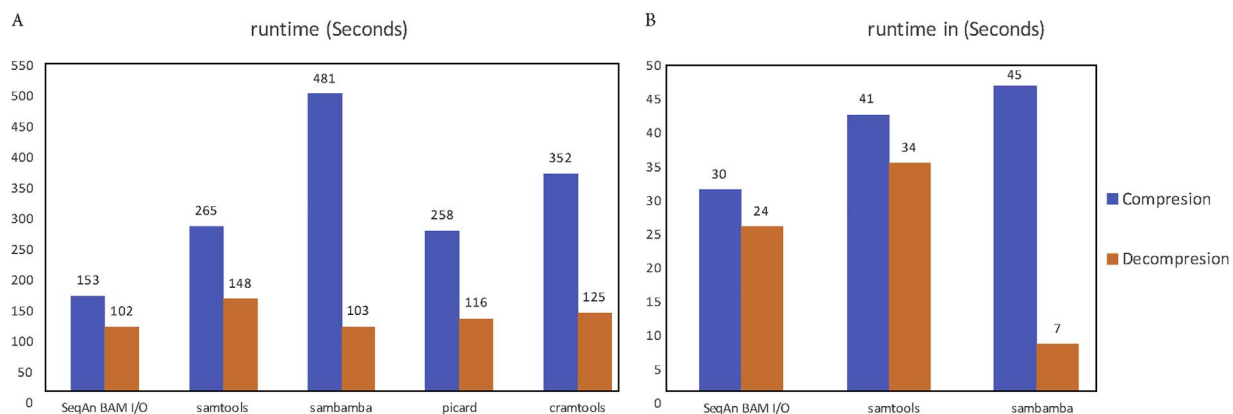 A
runtime (Seconds)
550
500
450
400
350
300
250
200
150
100
50
0
153
102
265
148
481
103
258
116
352
125
SeqAn BAM I/O
samtools
sambamba
picard
cramtools
B
runtime in (Seconds)
50
45
40
35
30
25
20
15
10
5
0
30
24
41
34
45
7
SeqAn BAM I/O
samtools
sambamba
Compresion
Decompresion